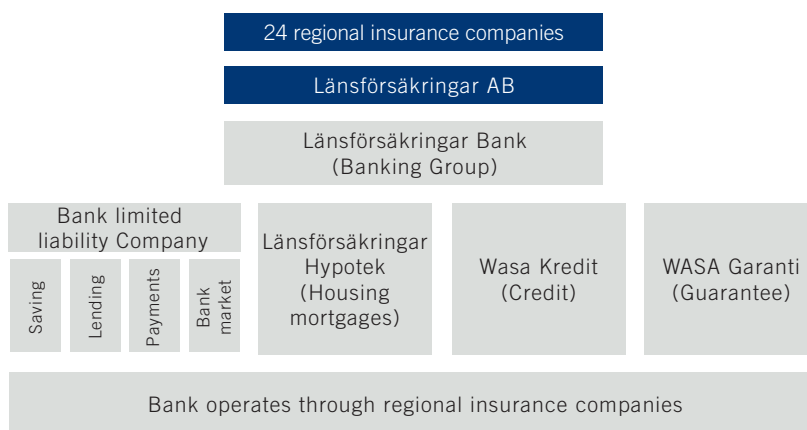 24 regional insurance companies
Länsförsäkringar AB
Länsförsäkringar Bank
(Banking Group)
Bank limited
liability Company
Saving
Lending
Payments
Bank
market
Länsförsäkringar
Hypotek
(Housing
mortgages)
Wasa Kredit
(Credit)
WASA Garanti
(Guarantee)
Bank operates through regional insurance companies